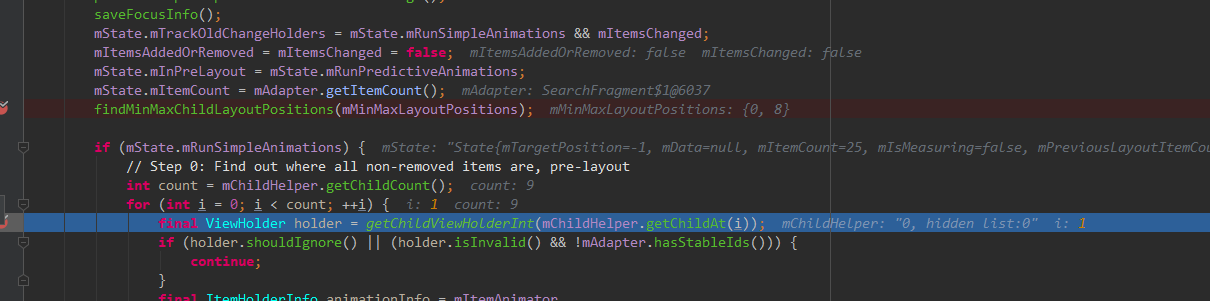 saveFocusInfo();
mState.mTrackOldChangeHolders = mState.mRunSimpleAnimations && mItemsChanged;
mItemsAddedOrRemoved = mItemsChanged = false; mItemsAddedOrRemoved: false mItemsChanged: false
mState.mInPreLayout = mState.mRunPredictiveAnimations;
mState.mItemCount = mAdapter.getItemCount(); mAdapter: SearchFragment$1@6037
findMinMaxChildLayoutPositions(mMinMaxLayoutPositions); mMinMaxLayoutPositions: {0, 8}
if (mState.mRunSimpleAnimations) { mState: "State{mTargetPosition=-1, mData=null, mItemCount=25, mIsMeasuring=false, mPreviousLayoutItemCou
// Step 0: Find out where all non-removed items are, pre-layout
int count = mChildHelper.getChildCount(); count: 9
for (int i = 0; i < count; ++i) { i: 1 count: 9
final ViewHolder holder = getChildViewHolderInt(mChildHelper.getChildAt(i)); mChildHelper: "0, hidden list:0" i: 1
if (holder.shouldIgnore() || (holder.isInvalid() && !mAdapter.hasStableIds())) {
continue;
}
final ItemHolderInfo animationInfo = mItemAnimator